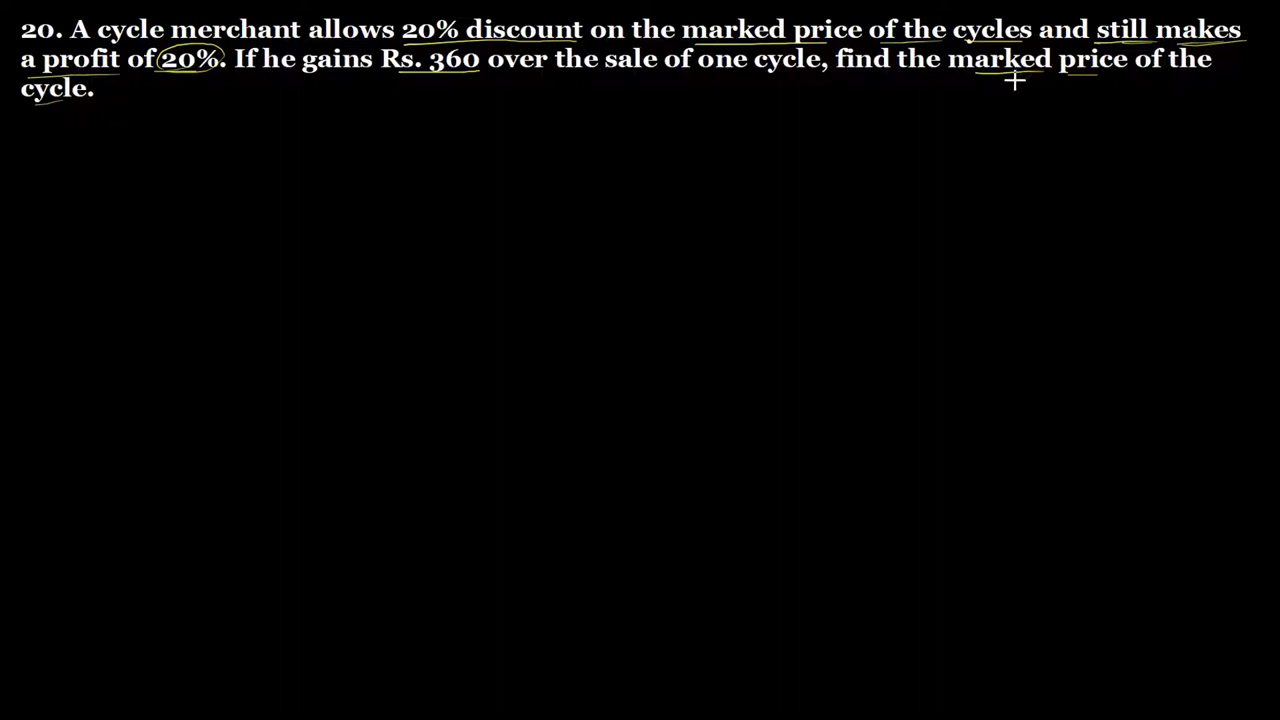 20. A cycle merchant allows 20% discount on the marked price of the cycles and still makes
a profit of 20%. If he gains Rs. 360 over the sale of one cycle, find the marked price of the
cycle.